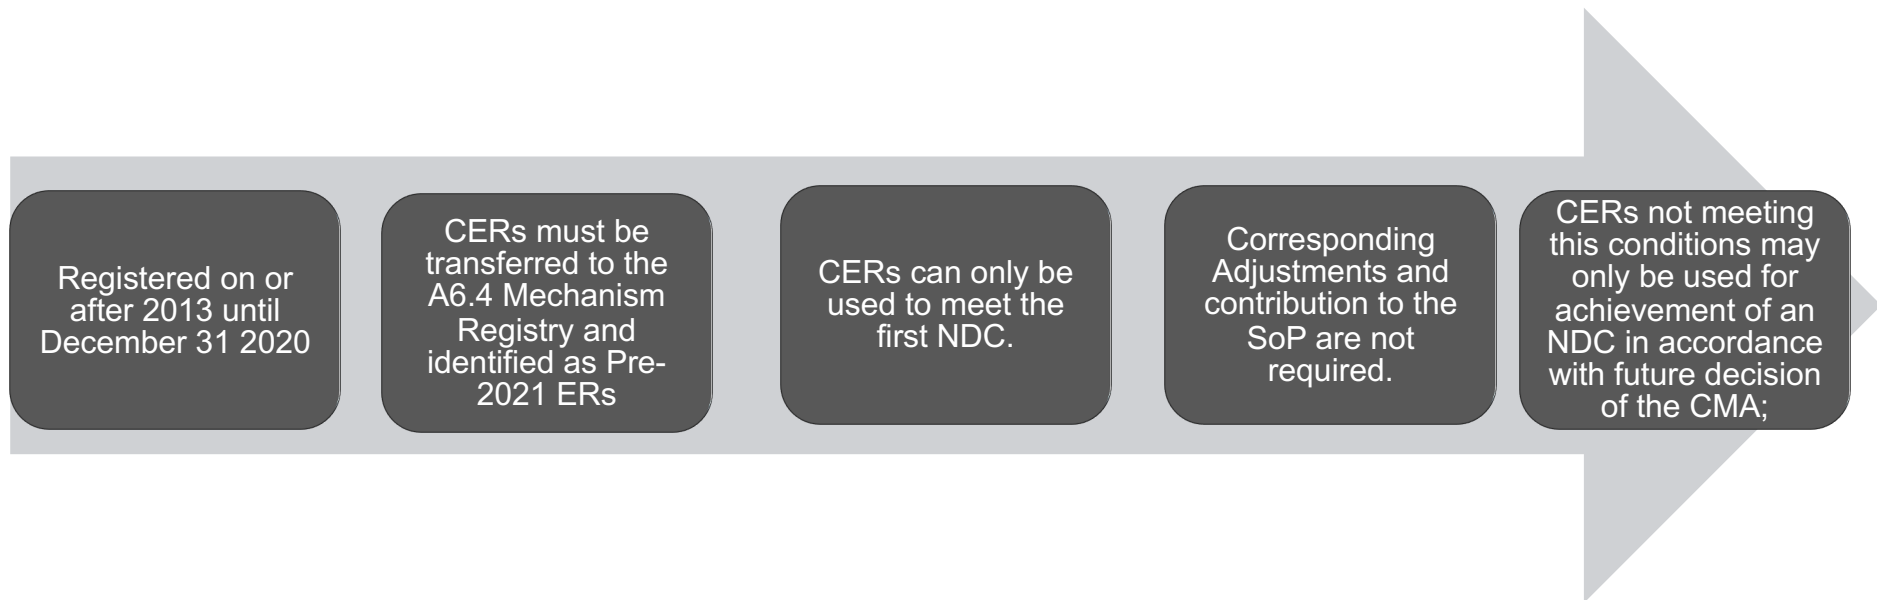 Registered on or
after 2013 until
December 31 2020
CERs must be
transferred to the
A6.4 Mechanism
Registry and
identified as Pre-
2021 ERs
CERs can only be
used to meet the
first NDC.
Corresponding
Adjustments and
contribution to the
SoP are not
required.
CERs not meeting
this conditions may
only be used for
achievement of an
NDC in accordance
with future decision
of the CMA;